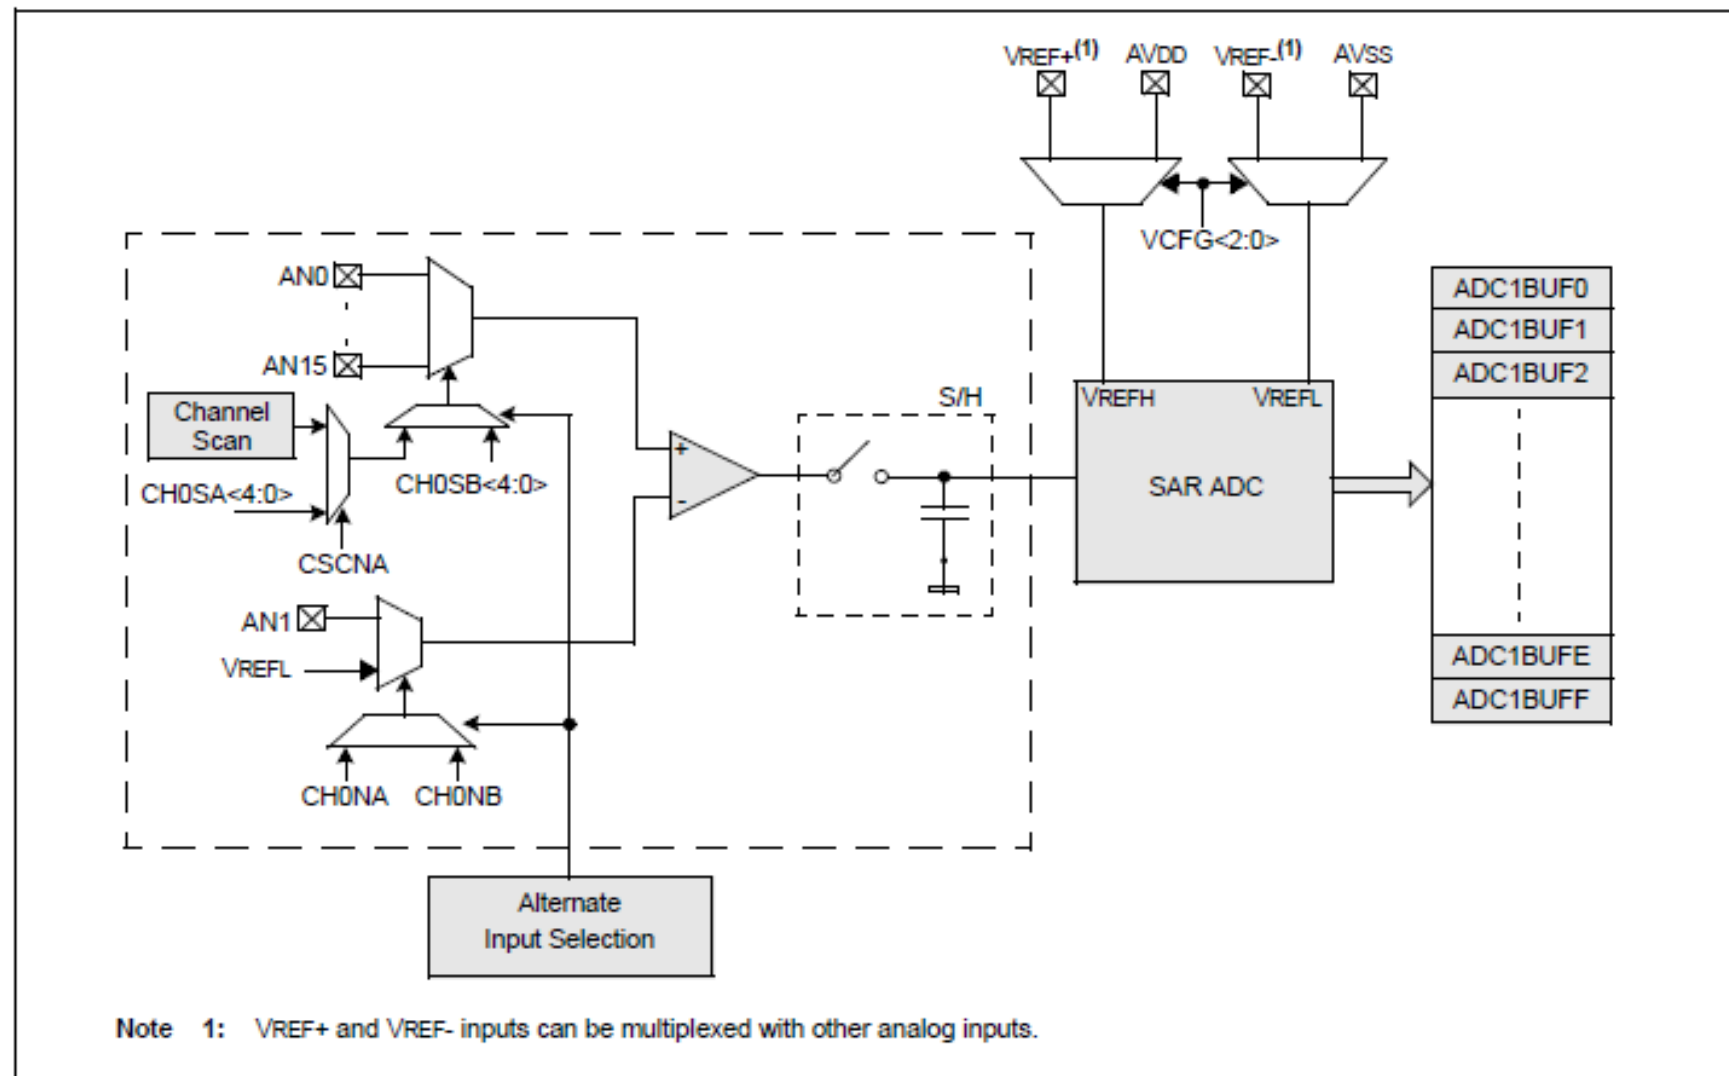 VREF+(1) AVDD VREF-(1) AVSS
VCFG<2:0>
AN0
AN15
Channel
Scan
CH0SA<4:0>
CH0SB<4:0>
CSCNA
AN1
VREFL
CH0NA CH0NB
+
-
S/H
VREFH VREFL
SAR ADC
ADC1BUF0
ADC1BUF1
ADC1BUF2
ADC1BUFE
ADC1BUFF
Alternate
Input Selection
Note 1: VREF+ and VREF- inputs can be multiplexed with other analog inputs.